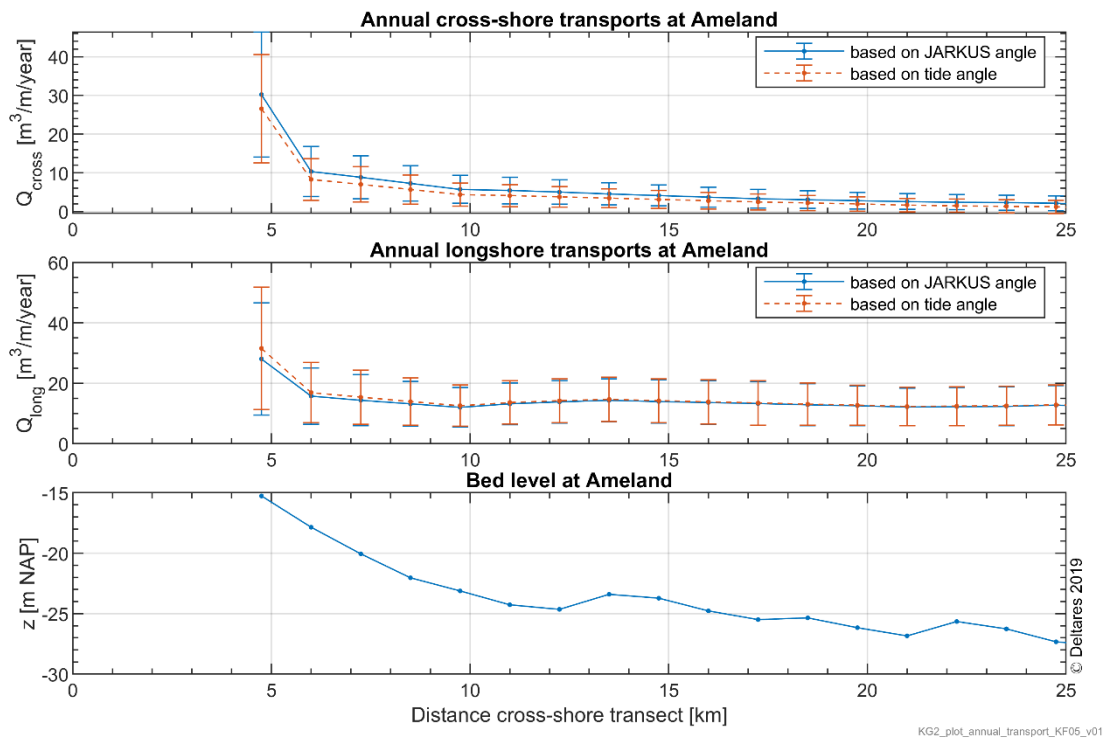 Annual cross-shore transports at Ameland
Q_cross [m^3/m/year]
40
30
20
10
0
based on JARKUS angle
based on tide angle
0 5 10 15 20 25
Annual longshore transports at Ameland
Q_long [m^3/m/year]
60
40
20
0
based on JARKUS angle
based on tide angle
0 5 10 15 20 25
Bed level at Ameland
z [m NAP]
-15
-20
-25
-30
© Deltares 2019
0 5 10 15 20 25
Distance cross-shore transect [km]
KG2_plot_annual_transport_KF05_v01